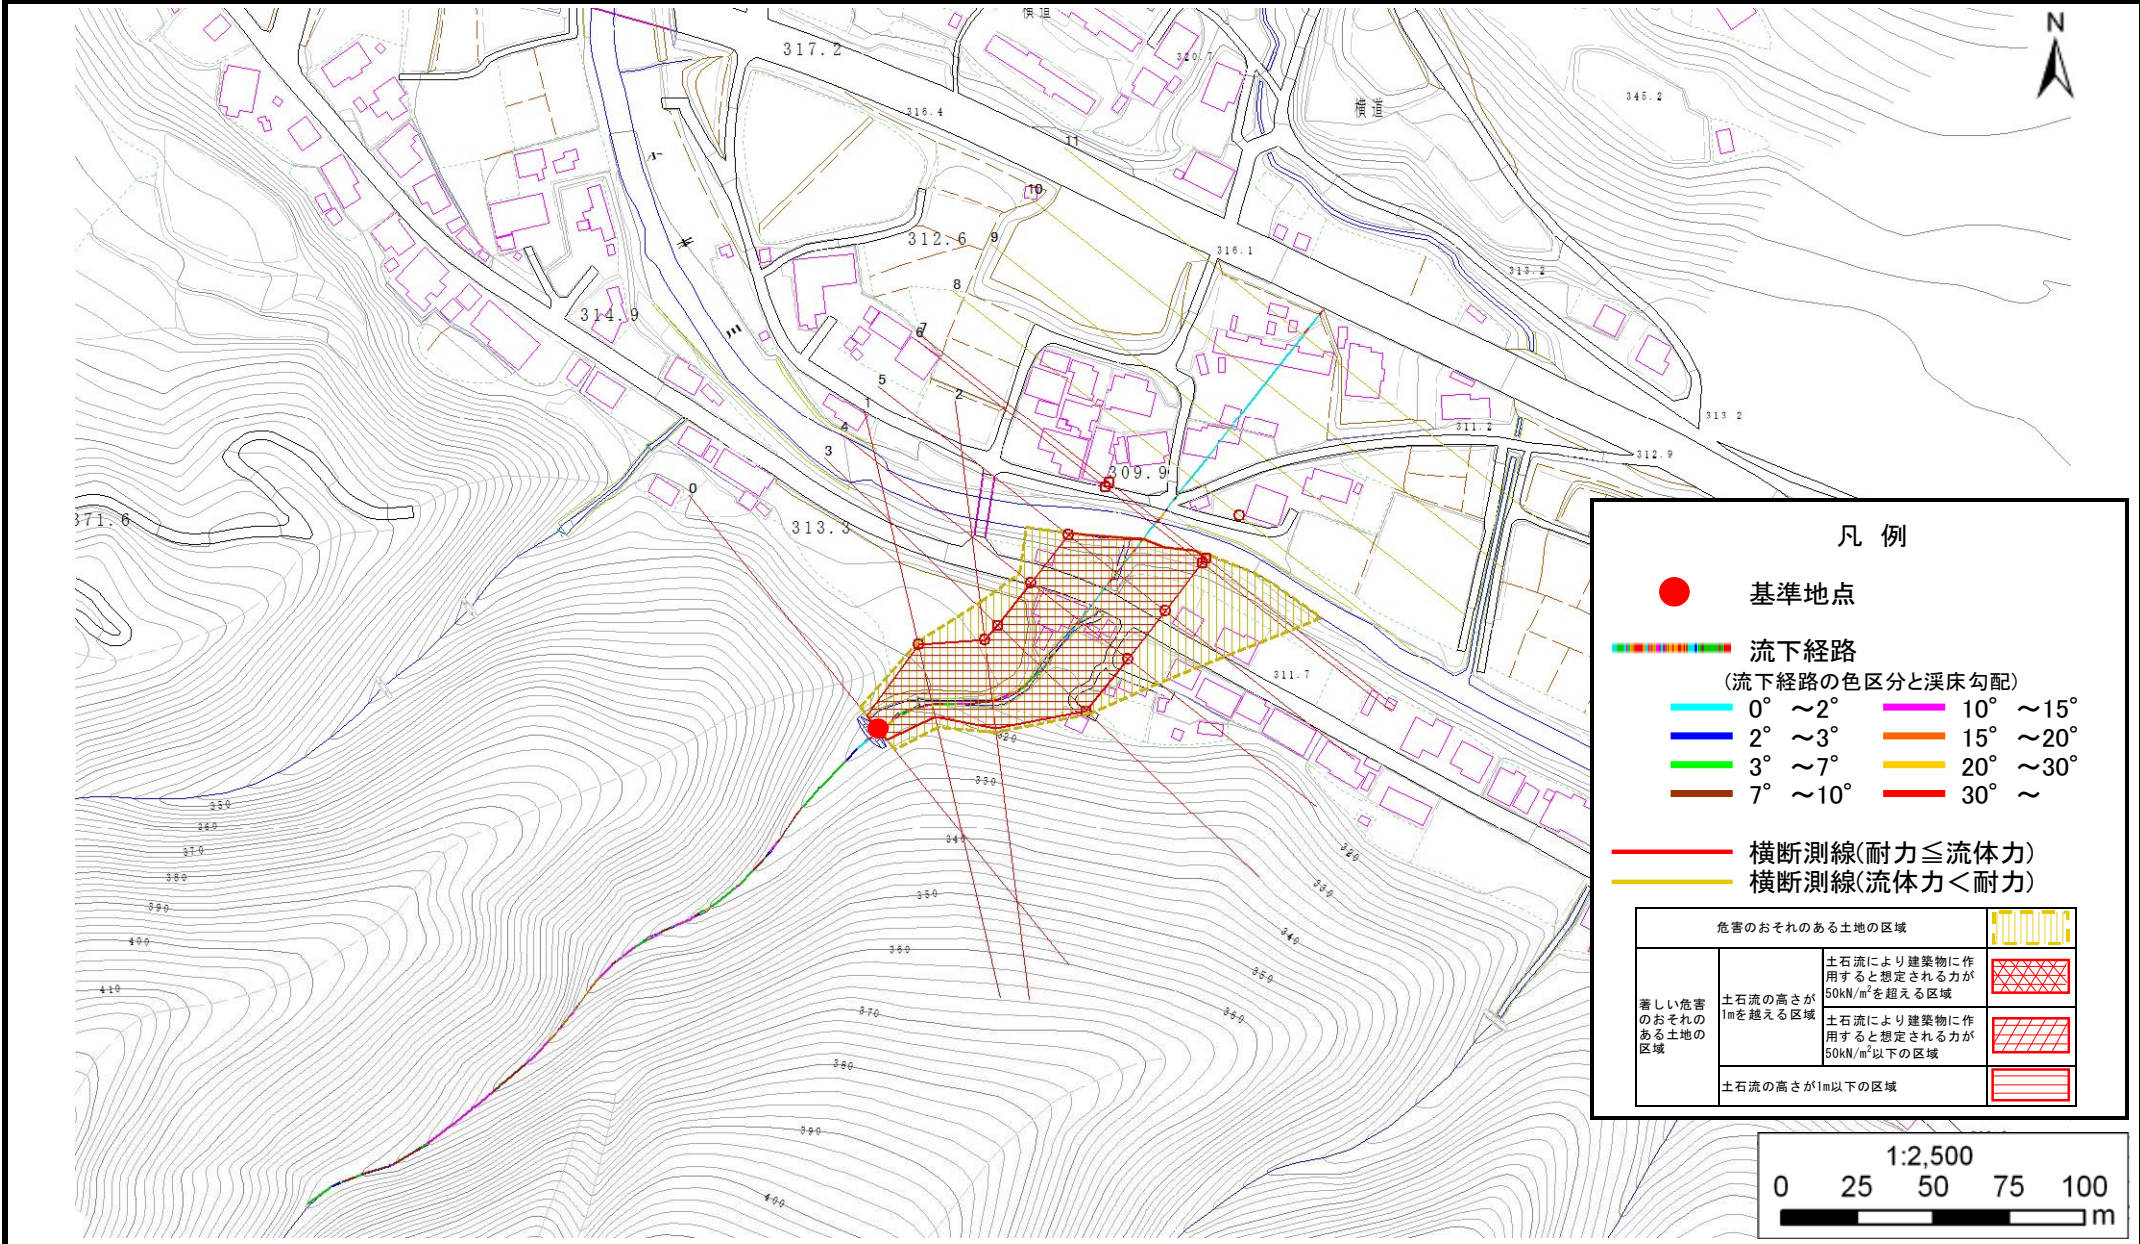 横道
317.2
320.7
N
345.2
316.4
横道
11
10
312.6
9
316.1
313.2
8
314.9
6
7
5
2
1
313.2
4
311.2
3
312.9
309.9
0
371.6
313.3
311.7
320
330
350
340
360
320
370
380
330
350
390
340
400
360
350
410
370
360
380
390
400
凡 例
基準地点
流下経路
(流下経路の色区分と渓床勾配)
0° ～2° 10° ～15°
2° ～3° 15° ～20°
3° ～7° 20° ～30°
7° ～10° 30° ～
横断測線(耐力≦流体力)
横断測線(流体力＜耐力)
危害のおそれのある土地の区域
著しい危害
のおそれの
ある土地の
区域
土石流の高さが
1mを越える区域
土石流により建築物に作
用すると想定される力が
50kN/m²を超える区域
土石流により建築物に作
用すると想定される力が
50kN/m²以下の区域
土石流の高さが1m以下の区域
1:2,500
0 25 50 75 100
m